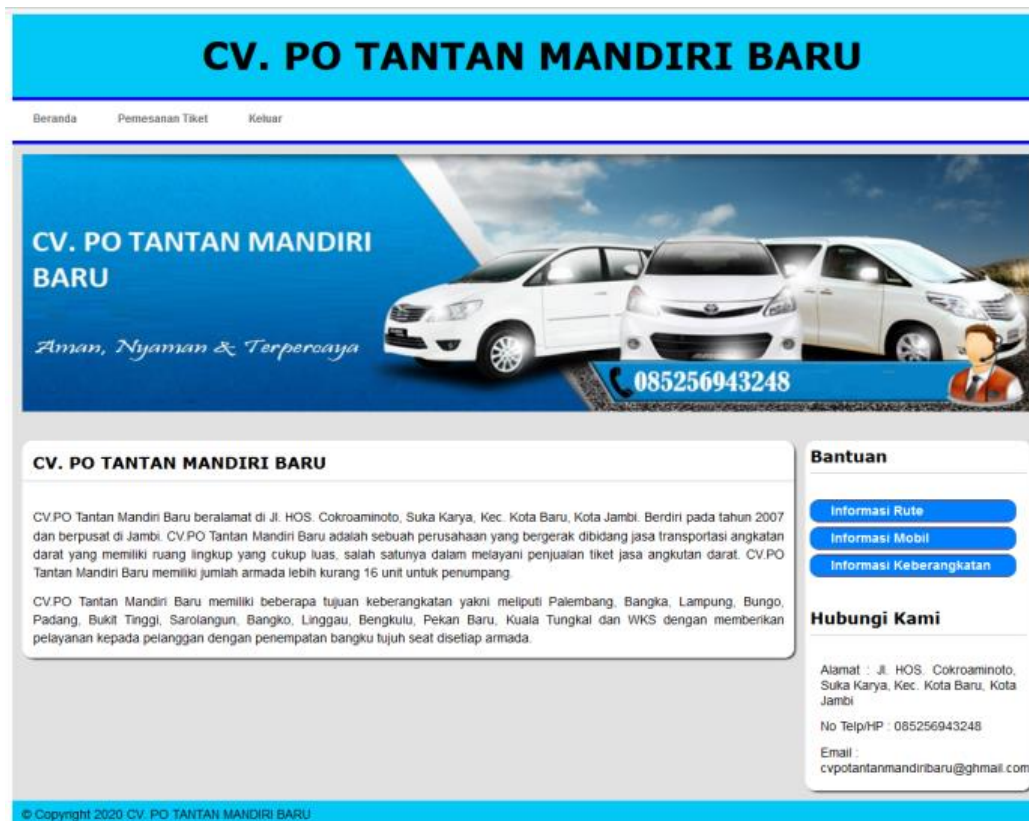 CV. PO TANTAN MANDIRI BARU
Beranda Pemesanan Tiket Keluar
CV. PO TANTAN MANDIRI
BARU
Aman, Nyaman & Terpercaya
085256943248
CV. PO TANTAN MANDIRI BARU
CV.PO Tantan Mandiri Baru beralamat di Jl. HOS. Cokroaminoto, Suka Karya, Kec. Kota Baru, Kota Jambi. Berdiri pada tahun 2007
dan berpusat di Jambi. CV.PO Tantan Mandiri Baru adalah sebuah perusahaan yang bergerak dibidang jasa transportasi angkatan
darat yang memiliki ruang lingkup yang cukup luas, salah satunya dalam melayani penjualan tiket jasa angkutan darat. CV.PO
Tantan Mandiri Baru memiliki jumlah armada lebih kurang 16 unit untuk penumpang.
CV.PO Tantan Mandiri Baru memiliki beberapa tujuan keberangkatan yakni meliputi Palembang, Bangka, Lampung, Bungo,
Padang, Bukit Tinggi, Sarolangun, Bangko, Linggau, Bengkulu, Pekan Baru, Kuala Tungkal dan WKS dengan memberikan
pelayanan kepada pelanggan dengan penempatan bangku tujuh seat disetiap armada.
Bantuan
Informasi Rute
Informasi Mobil
Informasi Keberangkatan
Hubungi Kami
Alamat : Jl. HOS. Cokroaminoto,
Suka Karya, Kec. Kota Baru, Kota
Jambi
No Telp/HP : 085256943248
Email :
cvpotantanmandiribaru@ghmail.com
© Copyright 2020 CV. PO TANTAN MANDIRI BARU